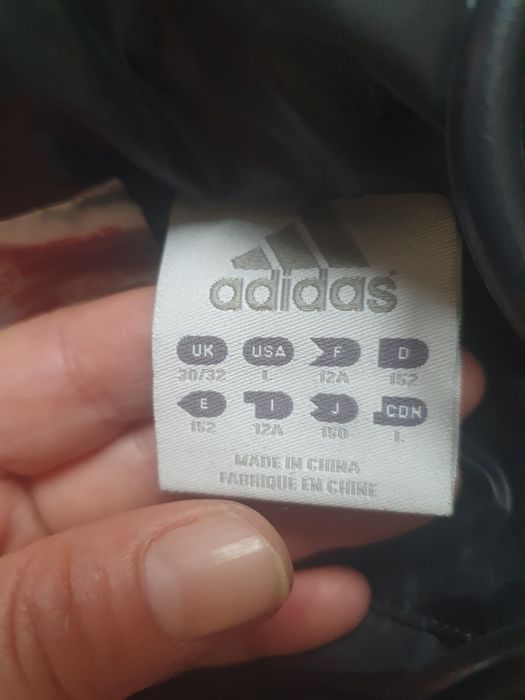 adidas
UK USA F D
30/32 L 12A 152
E I J CDN
152 12A 150 L
MADE IN CHINA
FABRIQUÉ EN CHINE